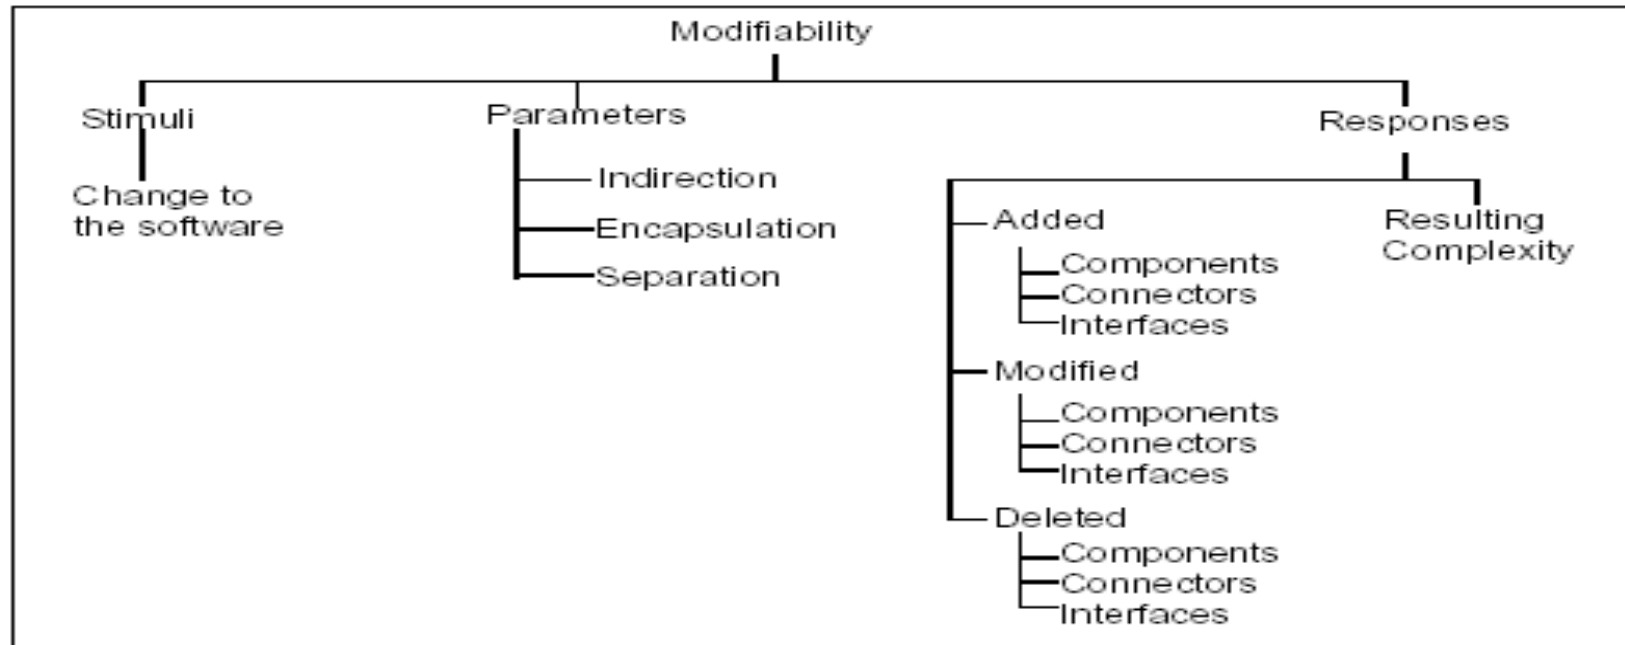 Modifiability
Stimuli
Parameters
Responses
Change to
the software
Indirection
Encapsulation
Separation
Added
Components
Connectors
Interfaces
Modified
Components
Connectors
Interfaces
Deleted
Components
Connectors
Interfaces
Resulting
Complexity